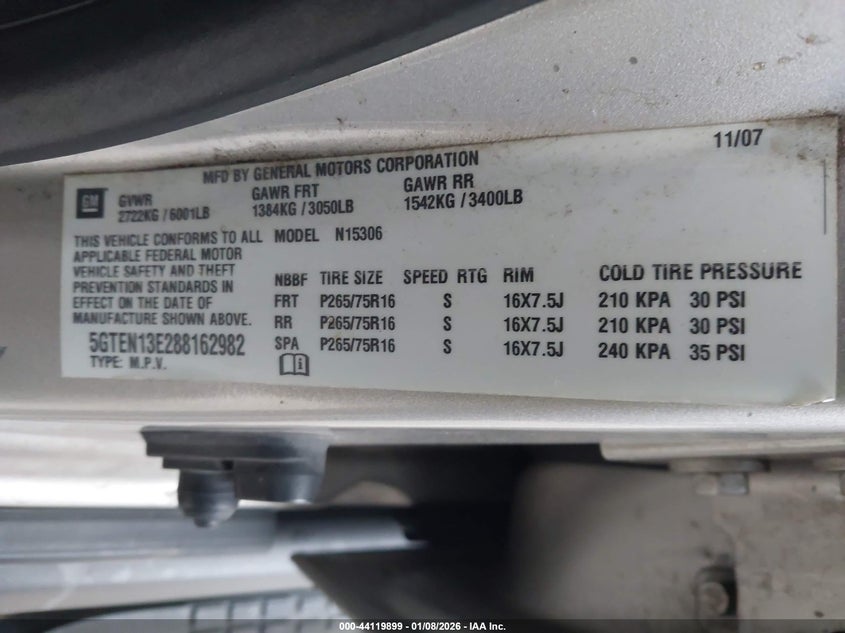 11/07
MFD BY GENERAL MOTORS CORPORATION
GM
GVWR GAWR FRT GAWR RR
2722KG / 6001LB 1384KG / 3050LB 1542KG / 3400LB
THIS VEHICLE CONFORMS TO ALL
APPLICABLE FEDERAL MOTOR
VEHICLE SAFETY AND THEFT
PREVENTION STANDARDS IN
EFFECT ON THE DATE OF
MANUFACTURE SHOWN ABOVE.
5GTEN13E288162982
TYPE: M.P.V.
MODEL N15306
NBBF TIRE SIZE SPEED RTG RIM COLD TIRE PRESSURE
FRT P265/75R16 S 16X7.5J 210 KPA 30 PSI
RR P265/75R16 S 16X7.5J 210 KPA 30 PSI
SPA P265/75R16 S 16X7.5J 240 KPA 35 PSI
000-44119899 - 01/08/2026 - IAA Inc.